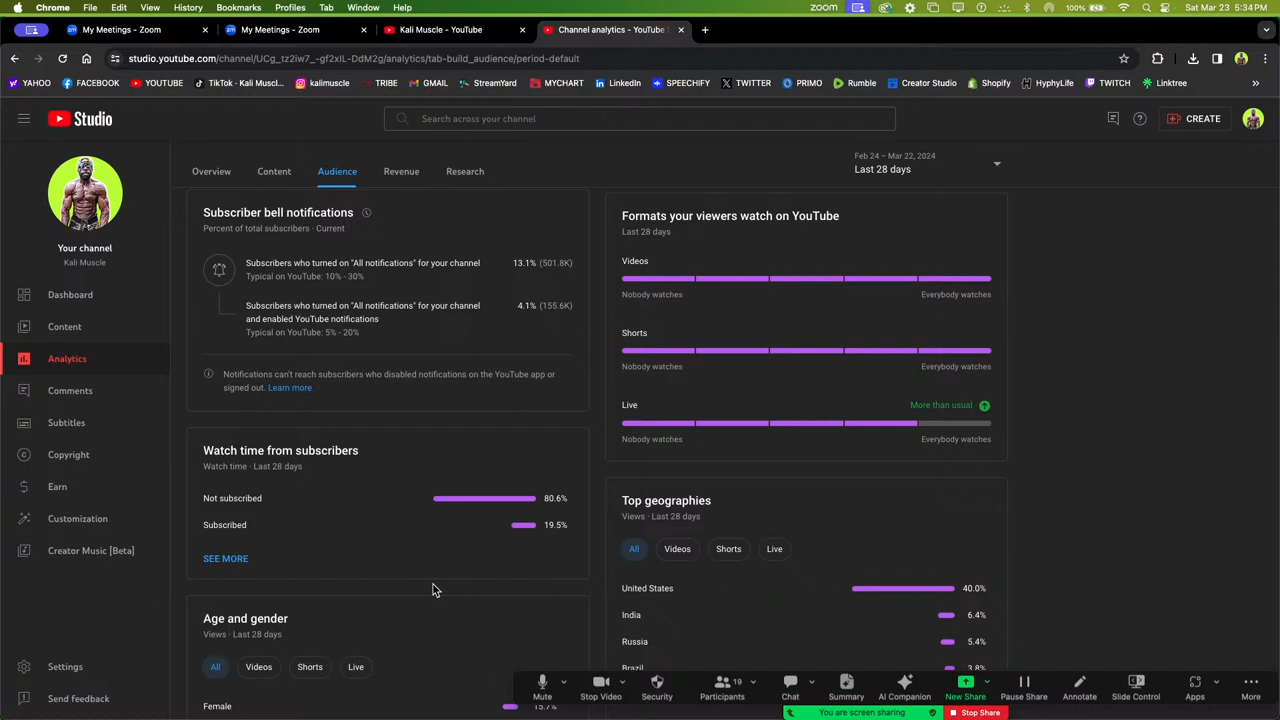 Chrome File Edit View History Bookmarks Profiles Tab Window Help zoom 100% Sat Mar 23 5:34 PM
My Meetings - Zoom × My Meetings - Zoom × Kali Muscle - YouTube × Channel analytics - YouTube × +
studio.youtube.com/channel/UCg_tz2iw7_-gf2xIL-DdM2g/analytics/tab-build_audience/period-default
YAHOO FACEBOOK YOUTUBE TikTok - Kali Muscl... kalimuscle TRIBE GMAIL StreamYard MYCHART LinkedIn SPEECHIFY TWITTER PRIMO Rumble Creator Studio Shopify HyphyLife TWITCH Linktree »
Studio
Search across your channel
CREATE
Your channel
Kali Muscle
Dashboard
Content
Analytics
Comments
Subtitles
Copyright
Earn
Customization
Creator Music [Beta]
Settings
Send feedback
Overview Content Audience Revenue Research
Feb 24 – Mar 22, 2024
Last 28 days
Subscriber bell notifications
Percent of total subscribers · Current
Subscribers who turned on "All notifications" for your channel 13.1% (501.8K)
Typical on YouTube: 10% - 30%
Subscribers who turned on "All notifications" for your channel 4.1% (155.6K)
and enabled YouTube notifications
Typical on YouTube: 5% - 20%
Notifications can't reach subscribers who disabled notifications on the YouTube app or
signed out. Learn more
Watch time from subscribers
Watch time · Last 28 days
Not subscribed 80.6%
Subscribed 19.5%
SEE MORE
Age and gender
Views · Last 28 days
All Videos Shorts Live
Female 15.7%
Formats your viewers watch on YouTube
Last 28 days
Videos
Nobody watches Everybody watches
Shorts
Nobody watches Everybody watches
Live More than usual
Nobody watches Everybody watches
Top geographies
Views · Last 28 days
All Videos Shorts Live
United States 40.0%
India 6.4%
Russia 5.4%
Brazil 3.8%
19
Mute Stop Video Security Participants Chat Summary AI Companion New Share Pause Share Annotate Slide Control Apps More
You are screen sharing Stop Share